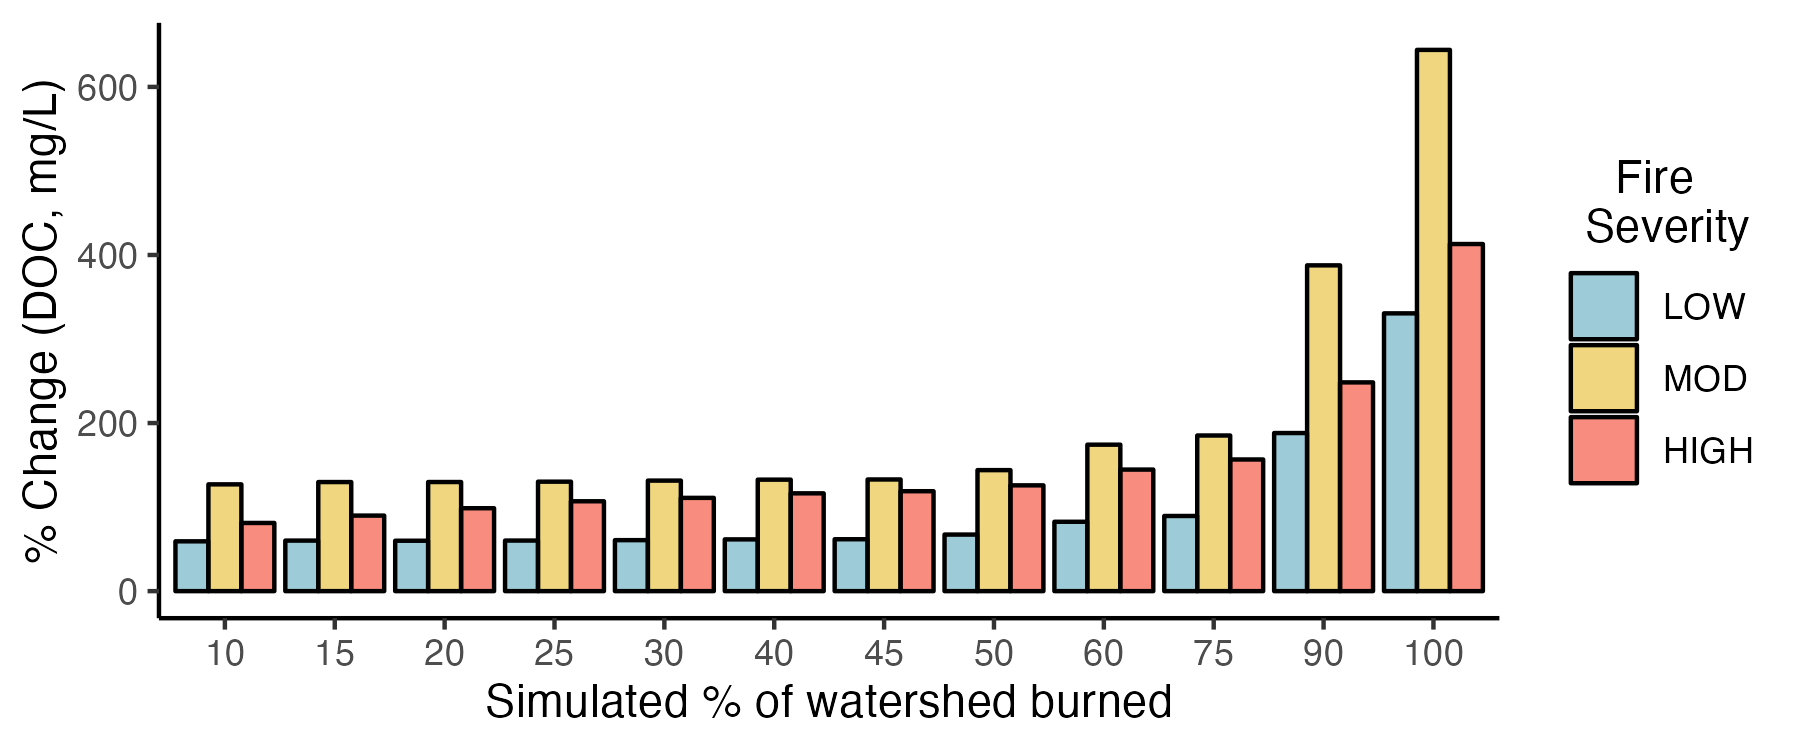 % Change (DOC, mg/L)
600
400
200
0
10 15 20 25 30 40 45 50 60 75 90 100
Simulated % of watershed burned
Fire
Severity
LOW
MOD
HIGH